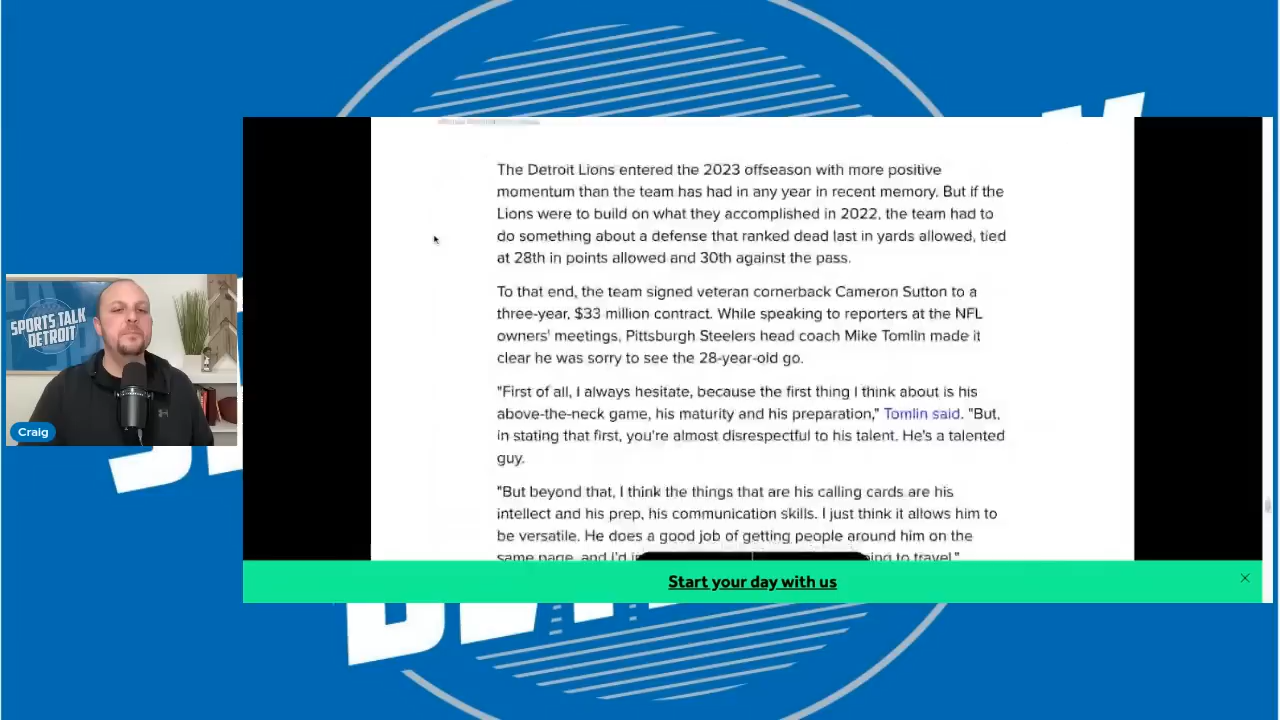 The Detroit Lions entered the 2023 offseason with more positive
momentum than the team has had in any year in recent memory. But if the
Lions were to build on what they accomplished in 2022, the team had to
do something about a defense that ranked dead last in yards allowed, tied
at 28th in points allowed and 30th against the pass.
To that end, the team signed veteran cornerback Cameron Sutton to a
three-year, $33 million contract. While speaking to reporters at the NFL
owners' meetings, Pittsburgh Steelers head coach Mike Tomlin made it
clear he was sorry to see the 28-year-old go.
"First of all, I always hesitate, because the first thing I think about is his
above-the-neck game, his maturity and his preparation," Tomlin said. "But,
in stating that first, you're almost disrespectful to his talent. He's a talented
guy.
"But beyond that, I think the things that are his calling cards are his
intellect and his prep, his communication skills. I just think it allows him to
be versatile. He does a good job of getting people around him on the
same page, and i'd to travel."
Start your day with us
SPORTS TALK
DETROIT
Craig